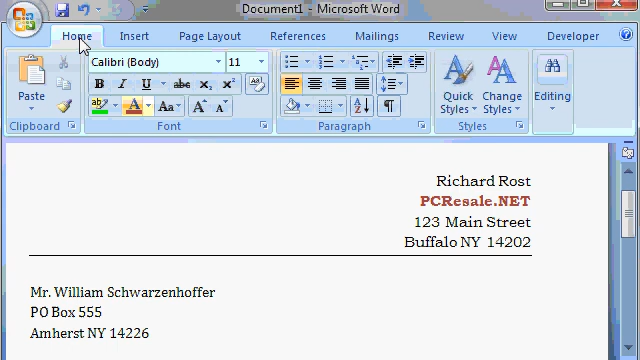 Document1 - Microsoft Word
Home Insert Page Layout References Mailings Review View Developer
Calibri (Body) 11
Paste
B I U abc x₂ x²
ab A Aa A A
Quick Styles
Change Styles
Editing
Clipboard Font Paragraph Styles
Richard Rost
PCResale.NET
123 Main Street
Buffalo NY 14202
Mr. William Schwarzenhoffer
PO Box 555
Amherst NY 14226